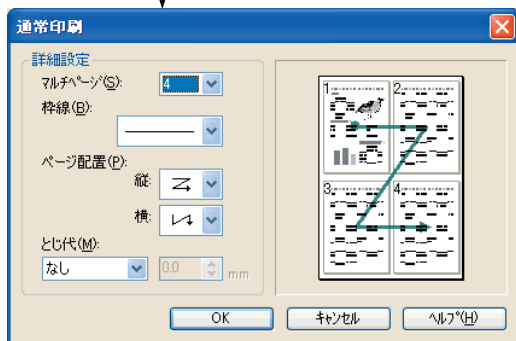 通常印刷
詳細設定
マルチページ(S):
4
枠線(B):
ページ配置(P):
縦:
横:
とじ代(M):
なし
0.0
mm
1
2
3
4
OK
キャンセル
ヘルプ(H)